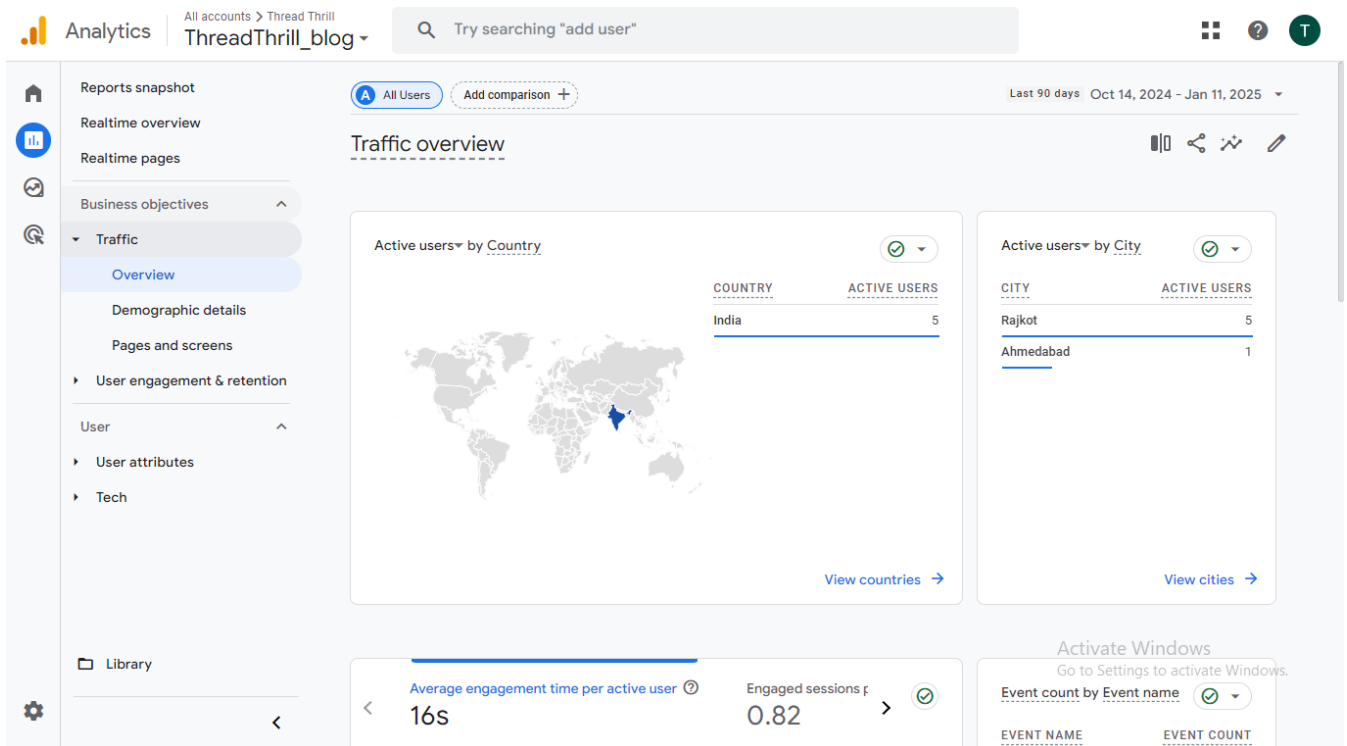 Analytics
All accounts > Thread Thrill
ThreadThrill_blog
Try searching "add user"
T
Reports snapshot
Realtime overview
Realtime pages
Business objectives
Traffic
Overview
Demographic details
Pages and screens
User engagement & retention
User
User attributes
Tech
Library
A All Users
Add comparison +
Last 90 days Oct 14, 2024 - Jan 11, 2025
Traffic overview
Active users by Country
COUNTRY ACTIVE USERS
India 5
View countries
Active users by City
CITY ACTIVE USERS
Rajkot 5
Ahmedabad 1
View cities
Average engagement time per active user
16s
Engaged sessions p
0.82
Activate Windows
Go to Settings to activate Windows.
Event count by Event name
EVENT NAME EVENT COUNT